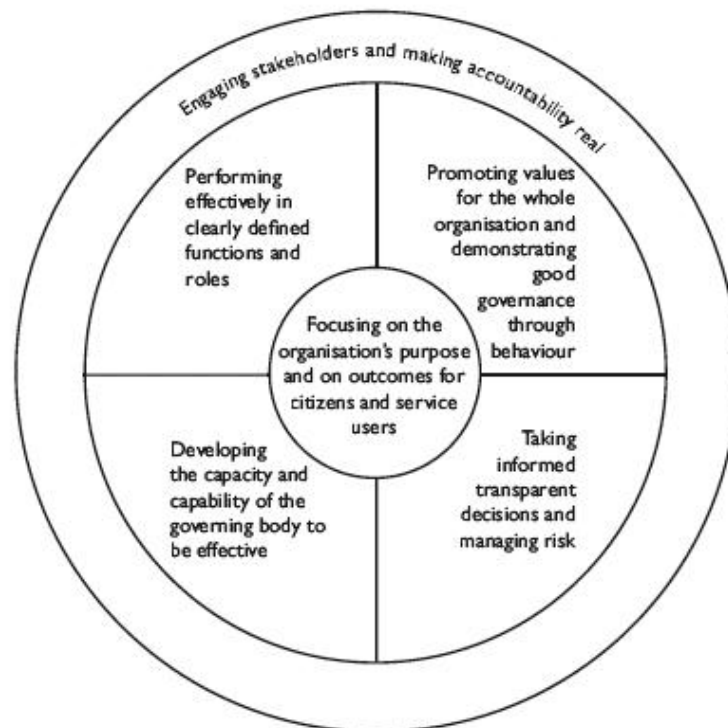 Engaging stakeholders and making accountability real
Performing
effectively in
clearly defined
functions and
roles
Promoting values
for the whole
organisation and
demonstrating
good
governance
through
behaviour
Focusing on the
organisation's purpose
and on outcomes for
citizens and service
users
Developing
the capacity and
capability of the
governing body to
be effective
Taking
informed
transparent
decisions and
managing risk